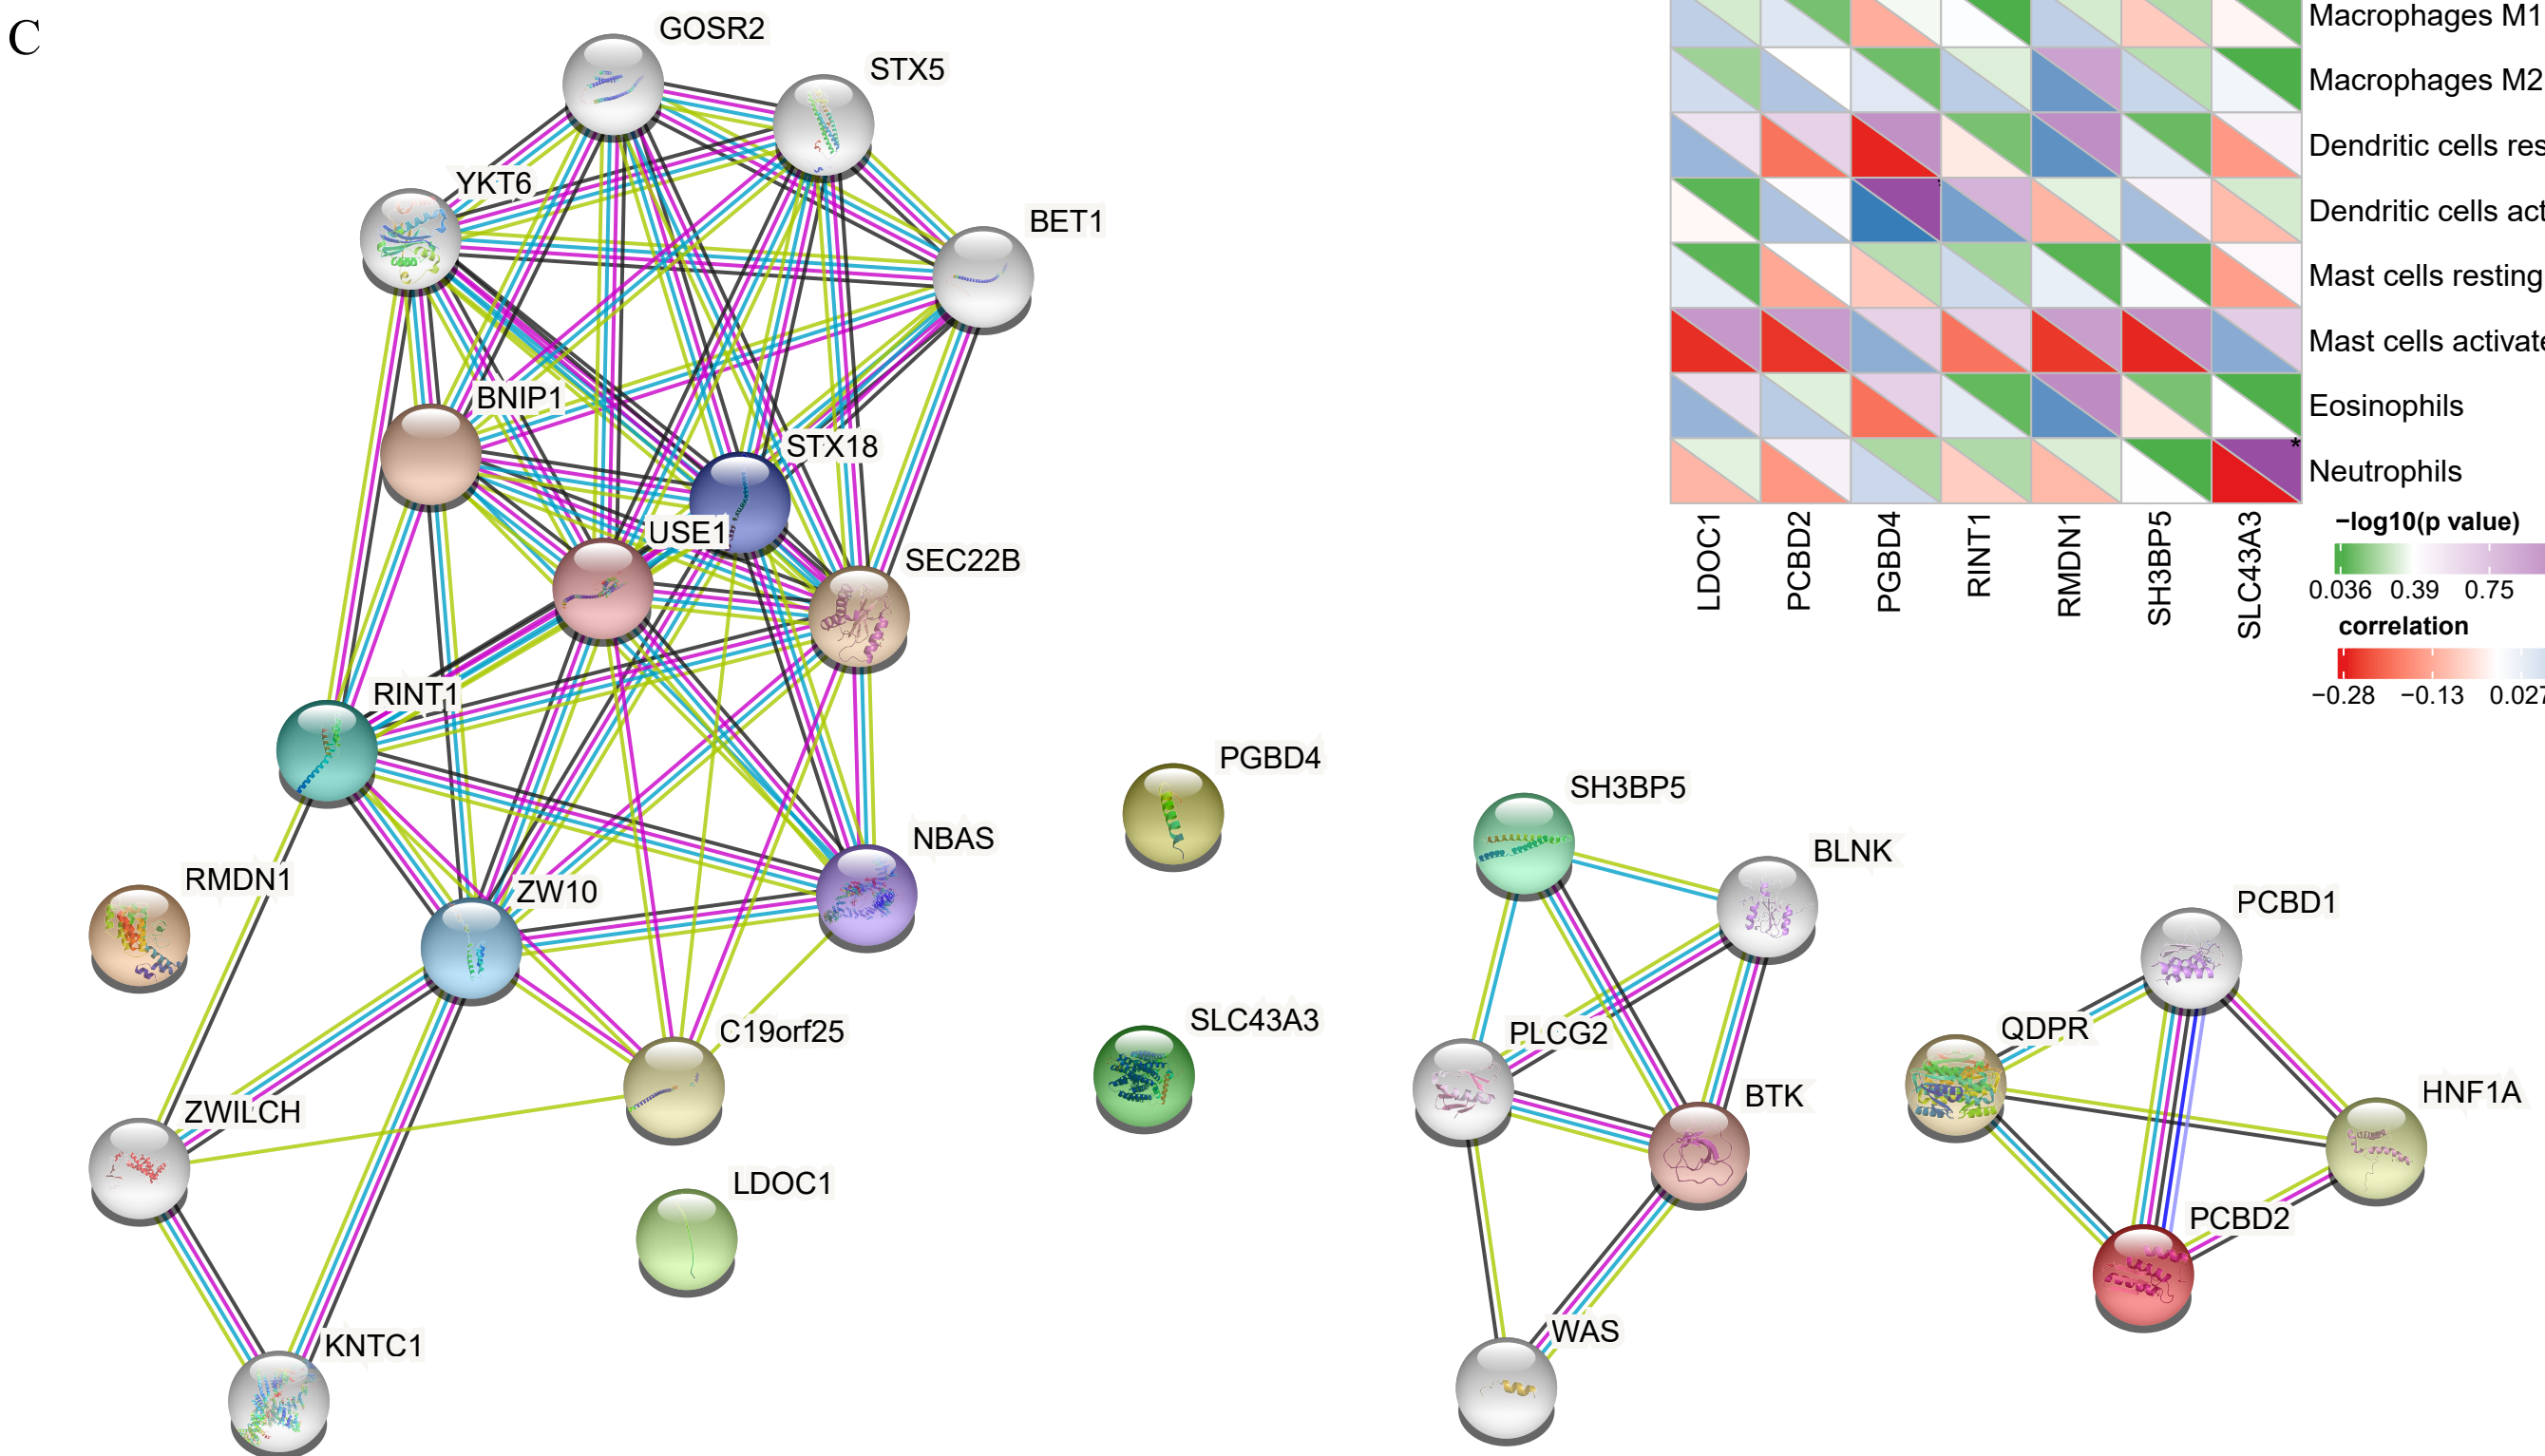 C
GOSR2
STX5
YKT6
BET1
BNIP1
STX18
USE1
SEC22B
RINT1
NBAS
RMDN1
ZW10
C19orf25
ZWILCH
LDOC1
KNTC1
PGBD4
SLC43A3
SH3BP5
BLNK
PLCG2
BTK
WAS
PCBD1
QDPR
HNF1A
PCBD2
Macrophages M1
Macrophages M2
Dendritic cells res
Dendritic cells act
Mast cells resting
Mast cells activate
Eosinophils
*
Neutrophils
LDOC1
PCBD2
PGBD4
RINT1
RMDN1
SH3BP5
SLC43A3
−log10(p value)
0.036 0.39 0.75
correlation
−0.28 −0.13 0.027